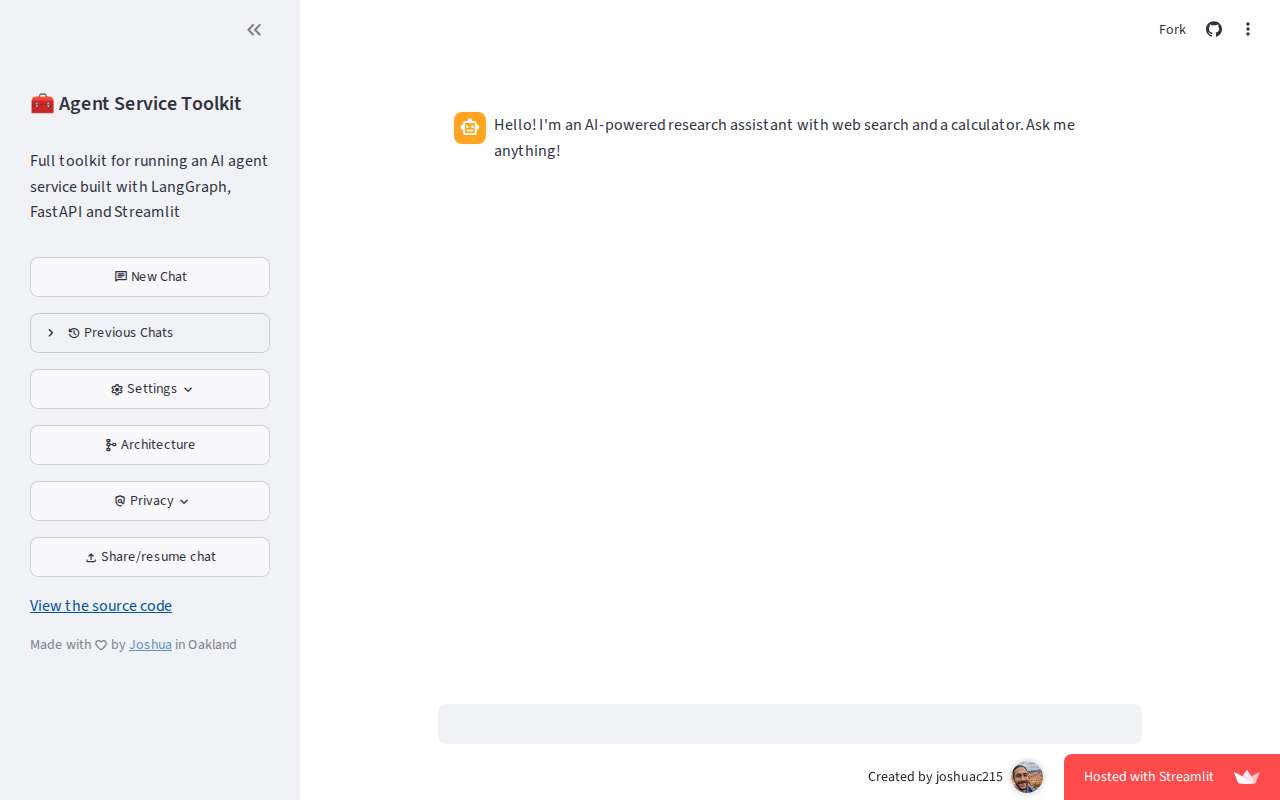 🧰 Agent Service Toolkit
Full toolkit for running an AI agent
service built with LangGraph,
FastAPI and Streamlit
New Chat
Previous Chats
Settings
Architecture
Privacy
Share/resume chat
View the source code
Made with ♡ by Joshua in Oakland
Fork
Hello! I'm an AI-powered research assistant with web search and a calculator. Ask me
anything!
Created by joshuac215
Hosted with Streamlit